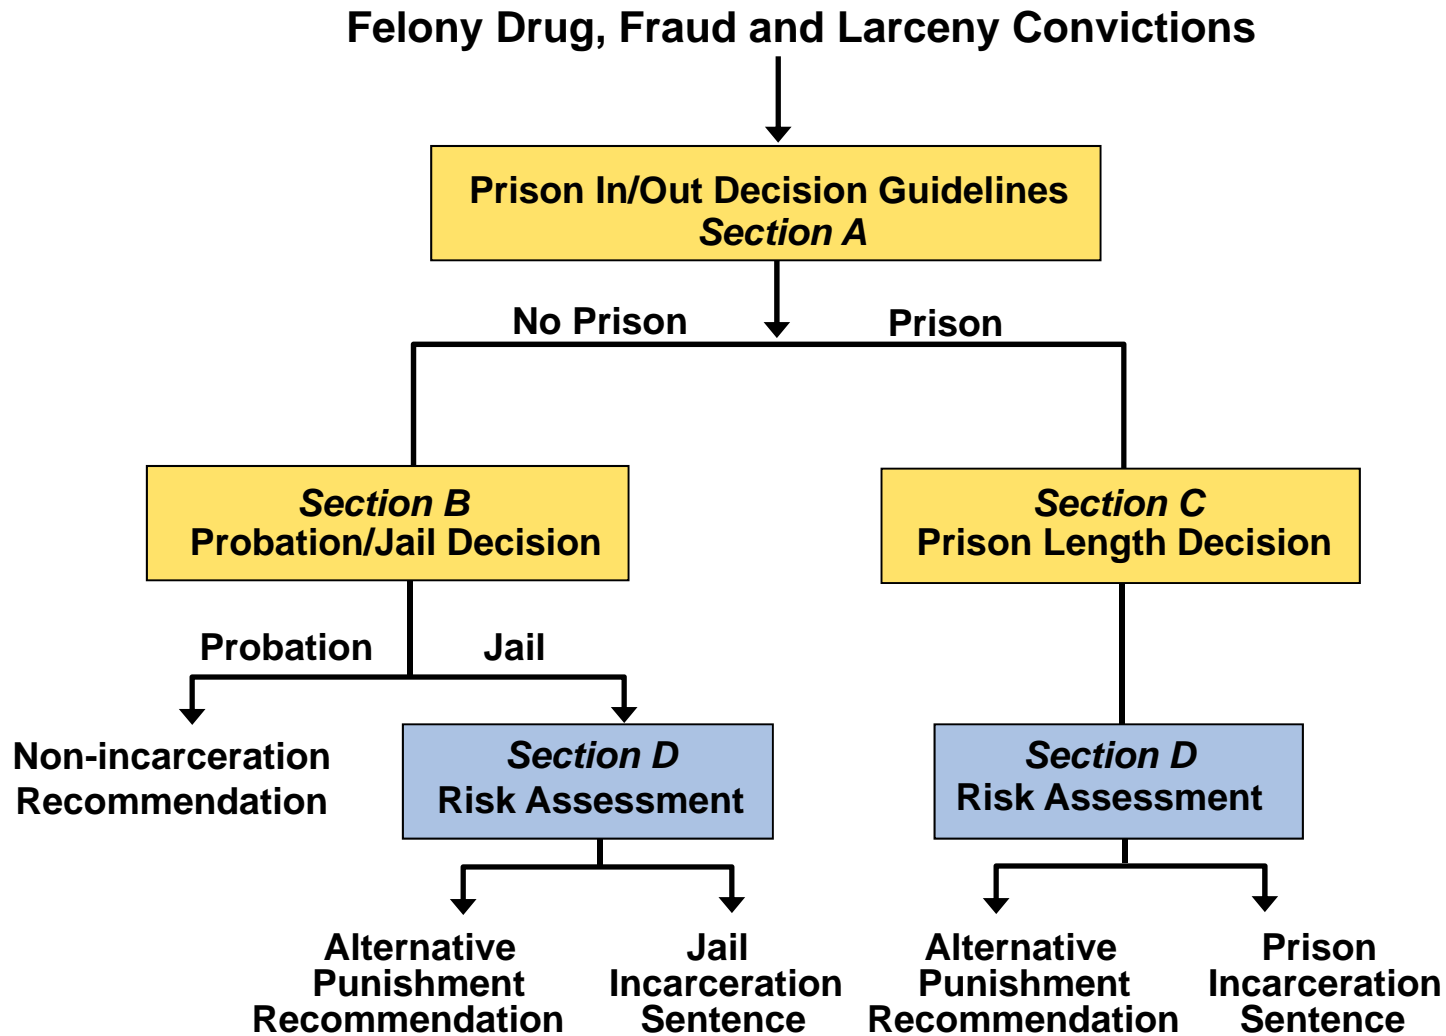 Felony Drug, Fraud and Larceny Convictions
Prison In/Out Decision Guidelines
Section A
No Prison
Prison
Section B
Probation/Jail Decision
Section C
Prison Length Decision
Probation
Jail
Non-incarceration
Recommendation
Section D
Risk Assessment
Section D
Risk Assessment
Alternative
Punishment
Recommendation
Jail
Incarceration
Sentence
Alternative
Punishment
Recommendation
Prison
Incarceration
Sentence